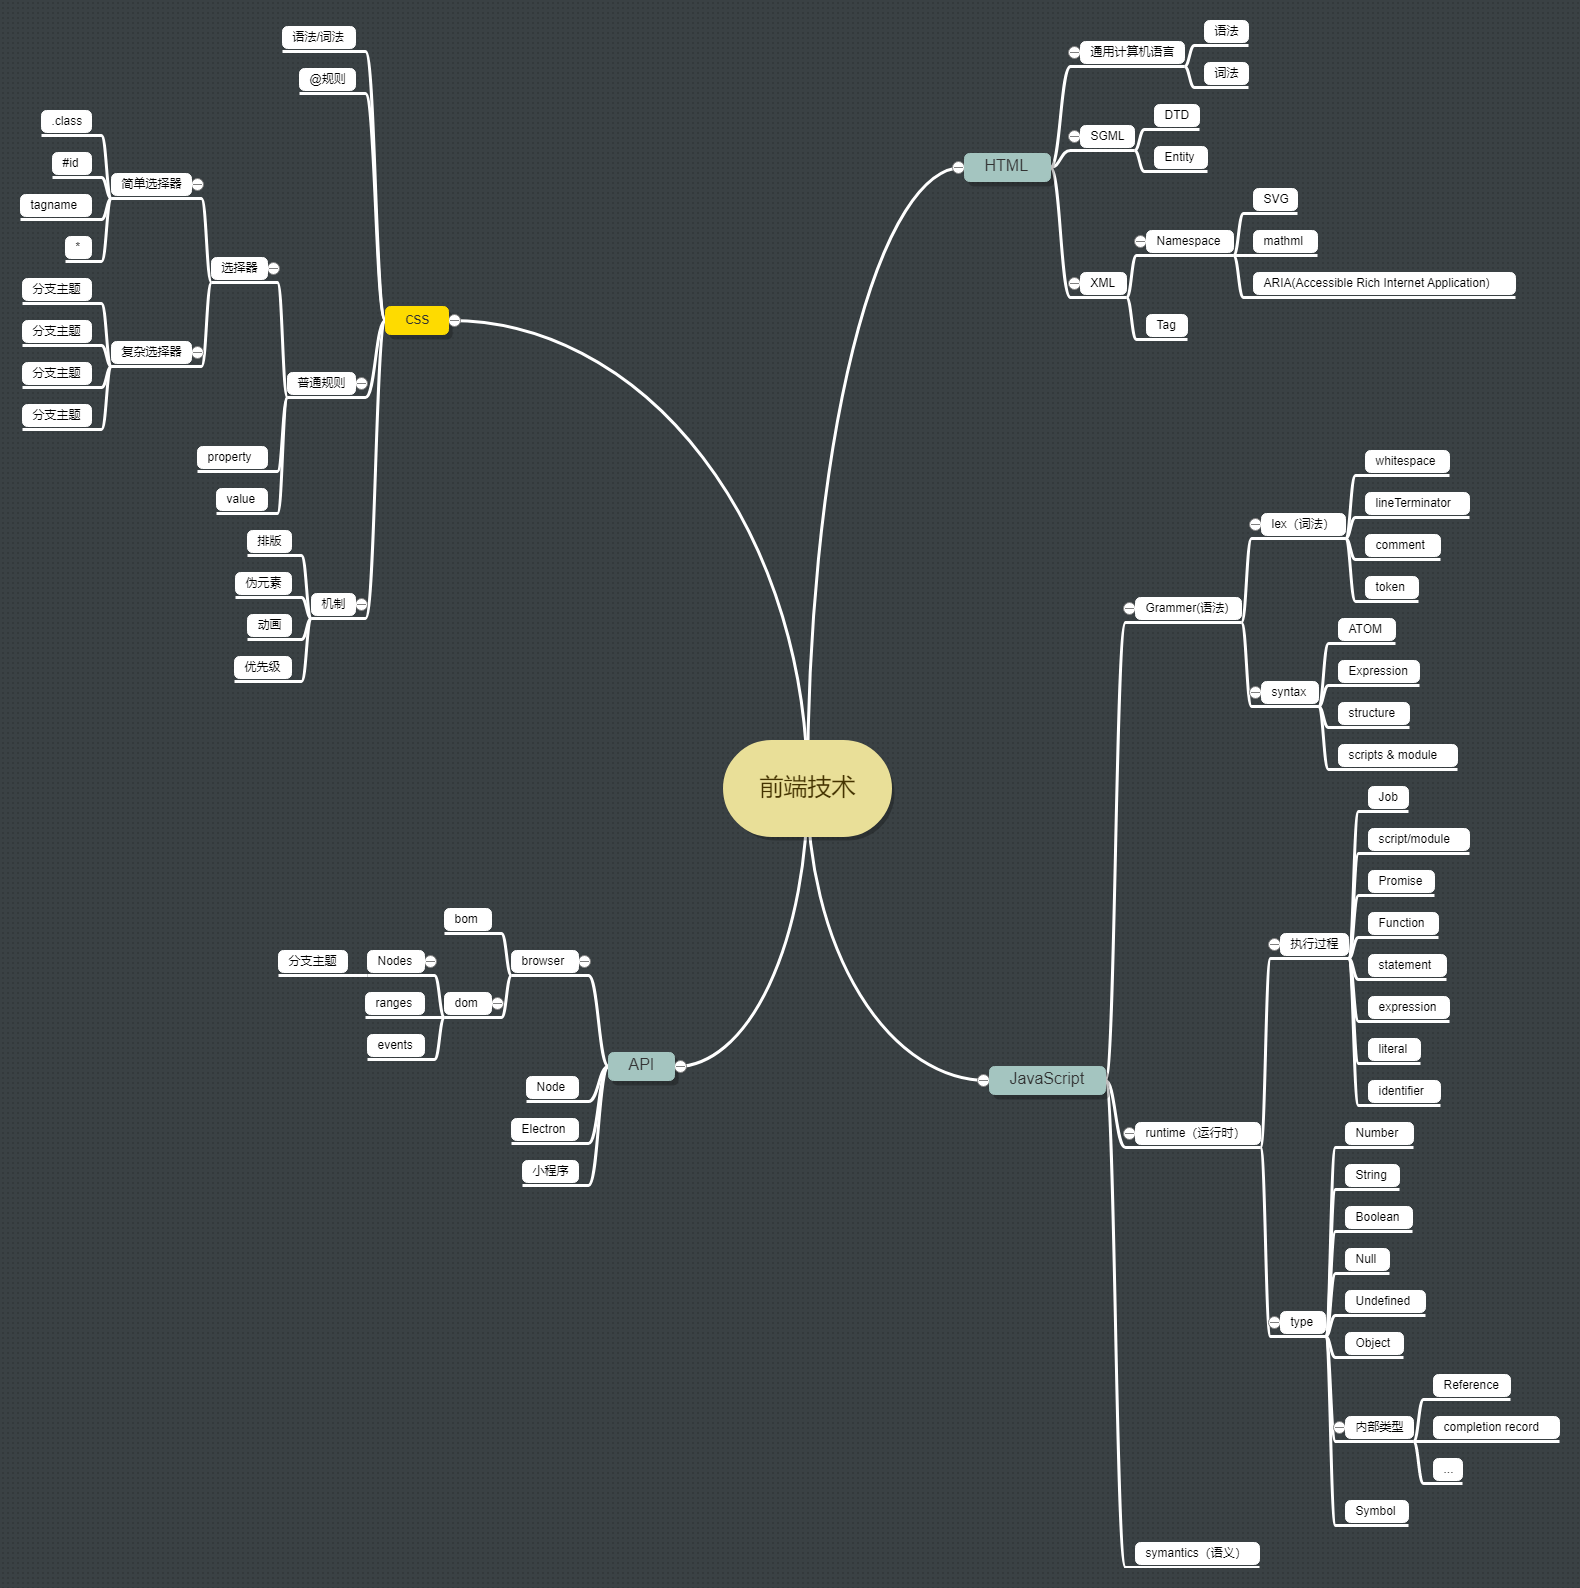 前端技术
HTML
通用计算机语言
语法
词法
SGML
DTD
Entity
XML
Namespace
SVG
mathml
ARIA(Accessible Rich Internet Application)
Tag
JavaScript
Grammer(语法)
lex（词法）
whitespace
lineTerminator
comment
token
syntax
ATOM
Expression
structure
scripts & module
runtime（运行时）
执行过程
Job
script/module
Promise
Function
statement
expression
literal
identifier
type
Number
String
Boolean
Null
Undefined
Object
内部类型
Reference
completion record
...
Symbol
symantics（语义）
CSS
语法/词法
@规则
普通规则
选择器
简单选择器
.class
#id
tagname
*
复杂选择器
分支主题
分支主题
分支主题
分支主题
property
value
机制
排版
伪元素
动画
优先级
API
browser
bom
dom
Nodes
分支主题
ranges
events
Node
Electron
小程序